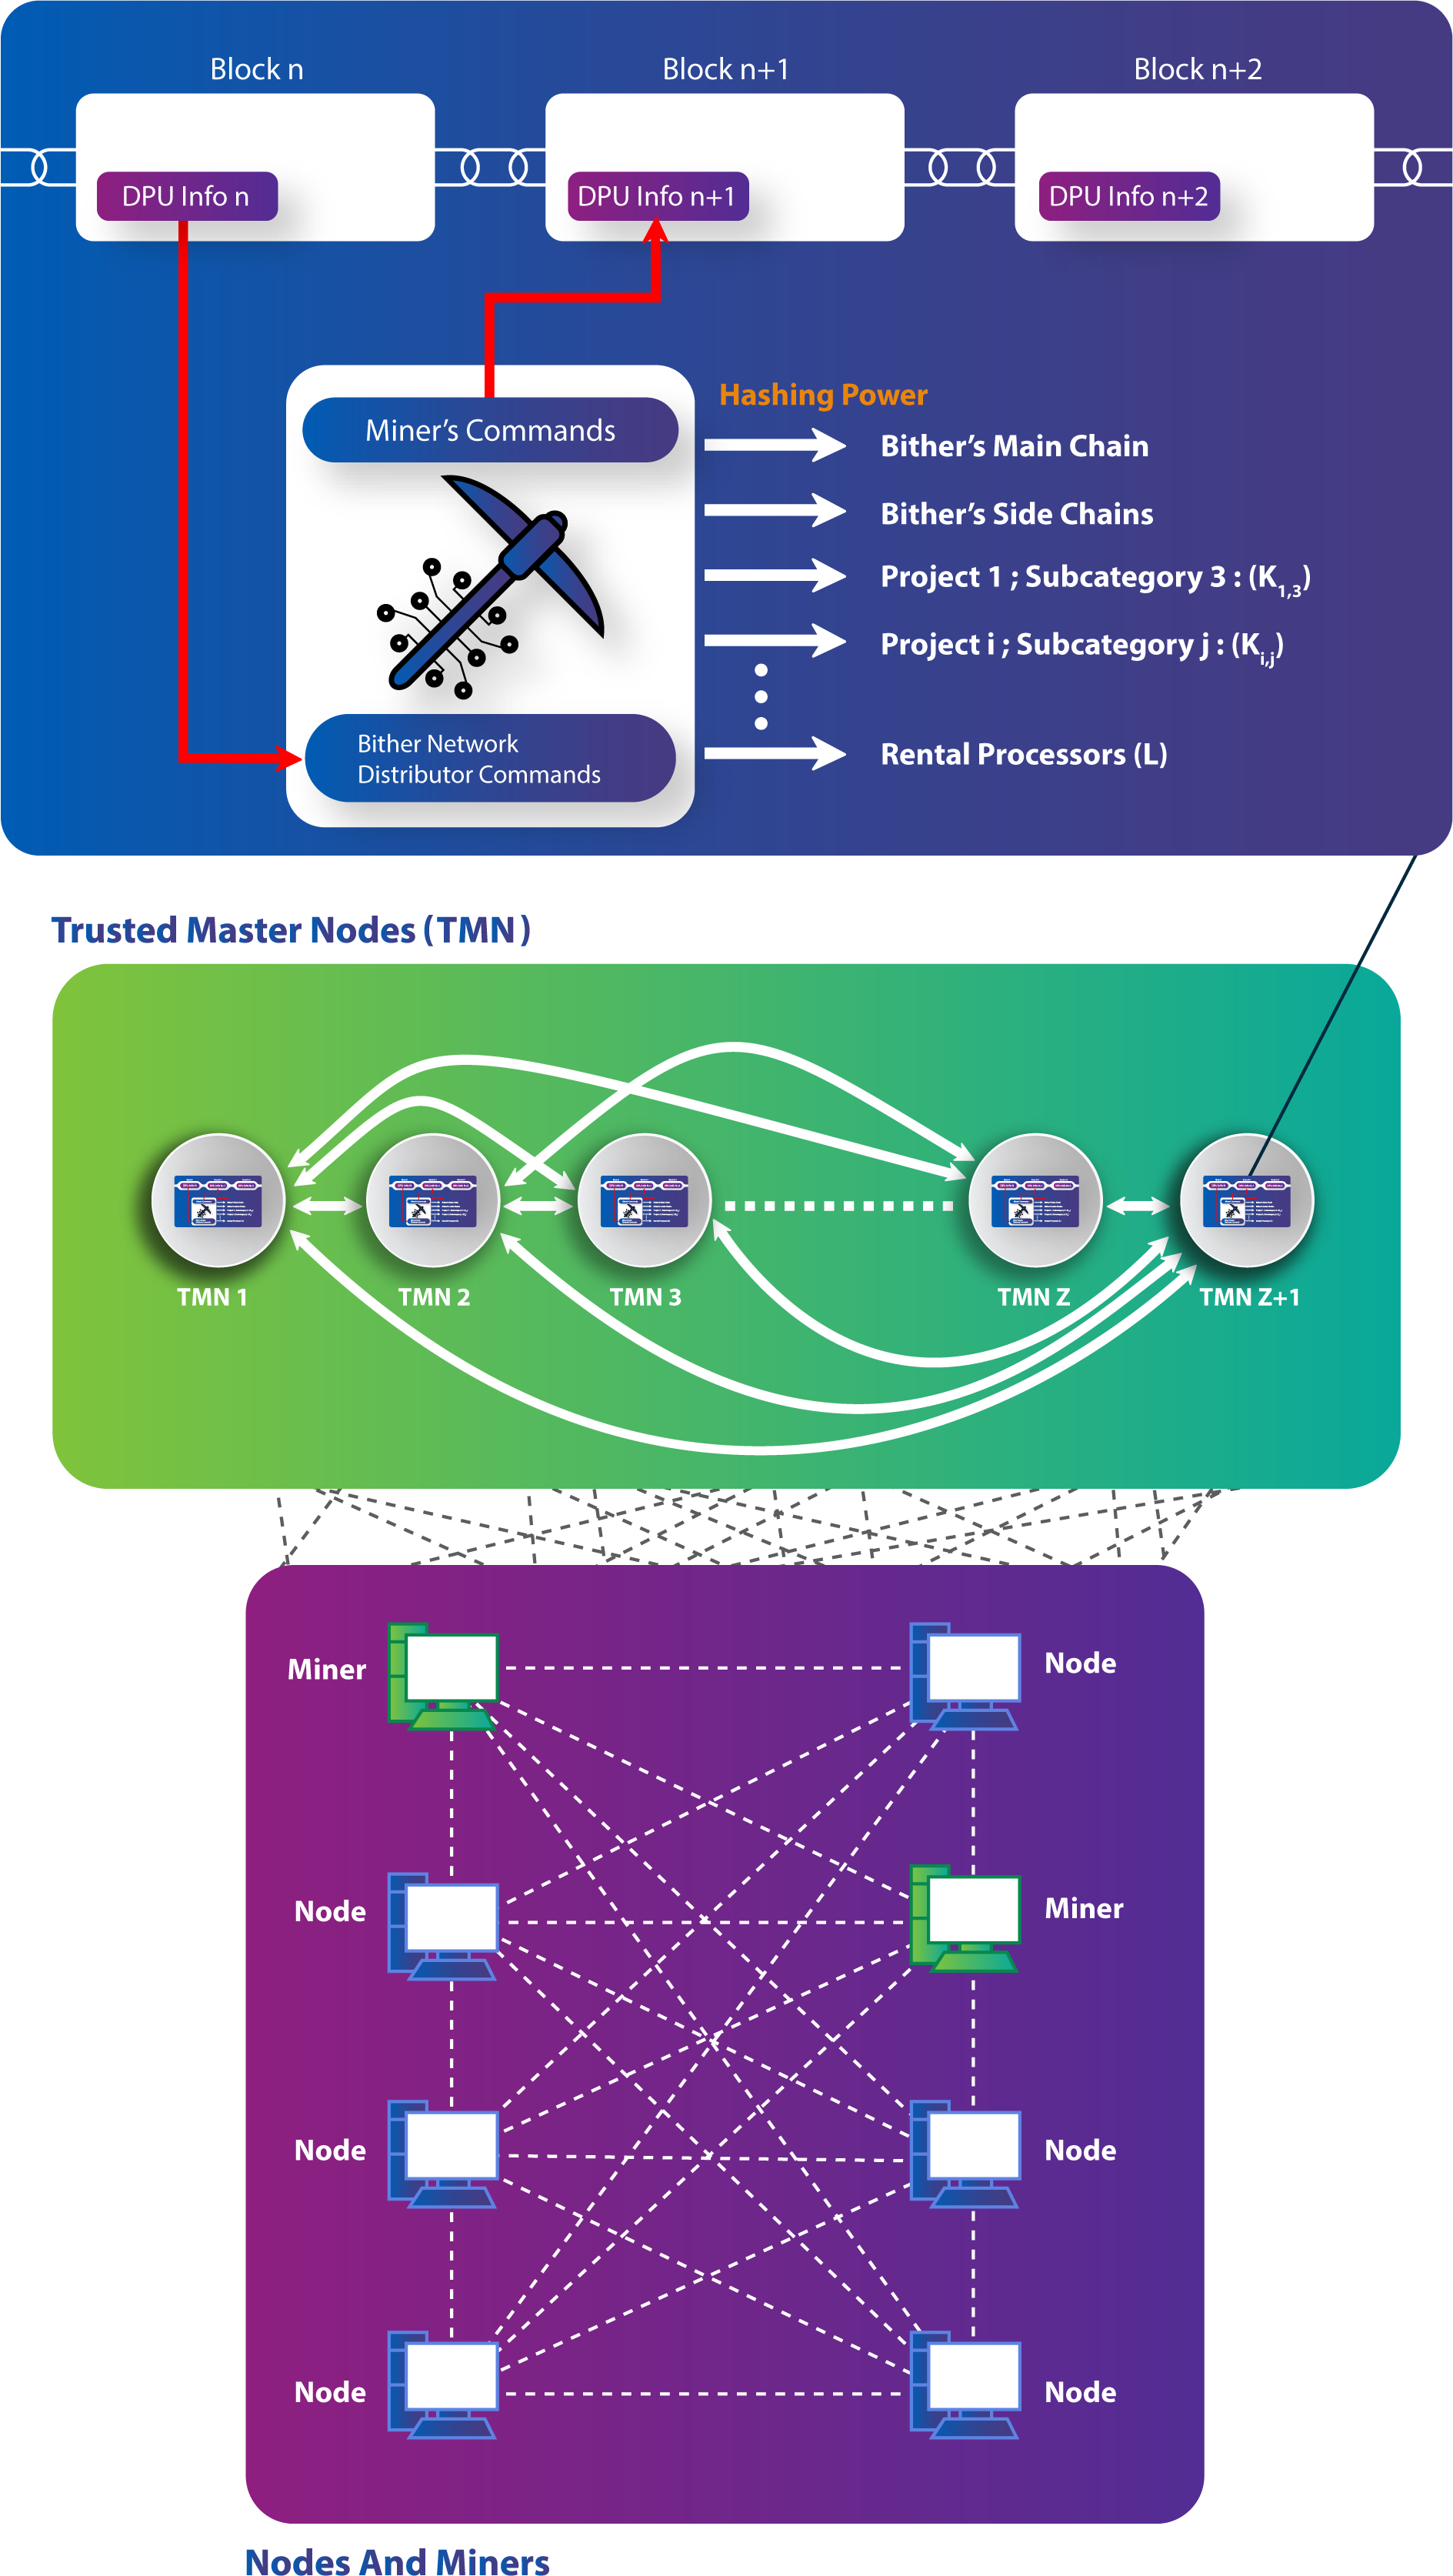 Block n
Block n+1
Block n+2
DPU Info n
DPU Info n+1
DPU Info n+2
Miner’s Commands
Hashing Power
Bither’s Main Chain
Bither’s Side Chains
Project 1 ; Subcategory 3 : (K1,3)
Project i ; Subcategory j : (Ki,j)
Bither Network
Distributor Commands
Rental Processors (L)
Trusted Master Nodes (TMN)
TMN 1
TMN 2
TMN 3
TMN Z
TMN Z+1
Miner
Node
Node
Miner
Node
Node
Node
Node
Nodes And Miners